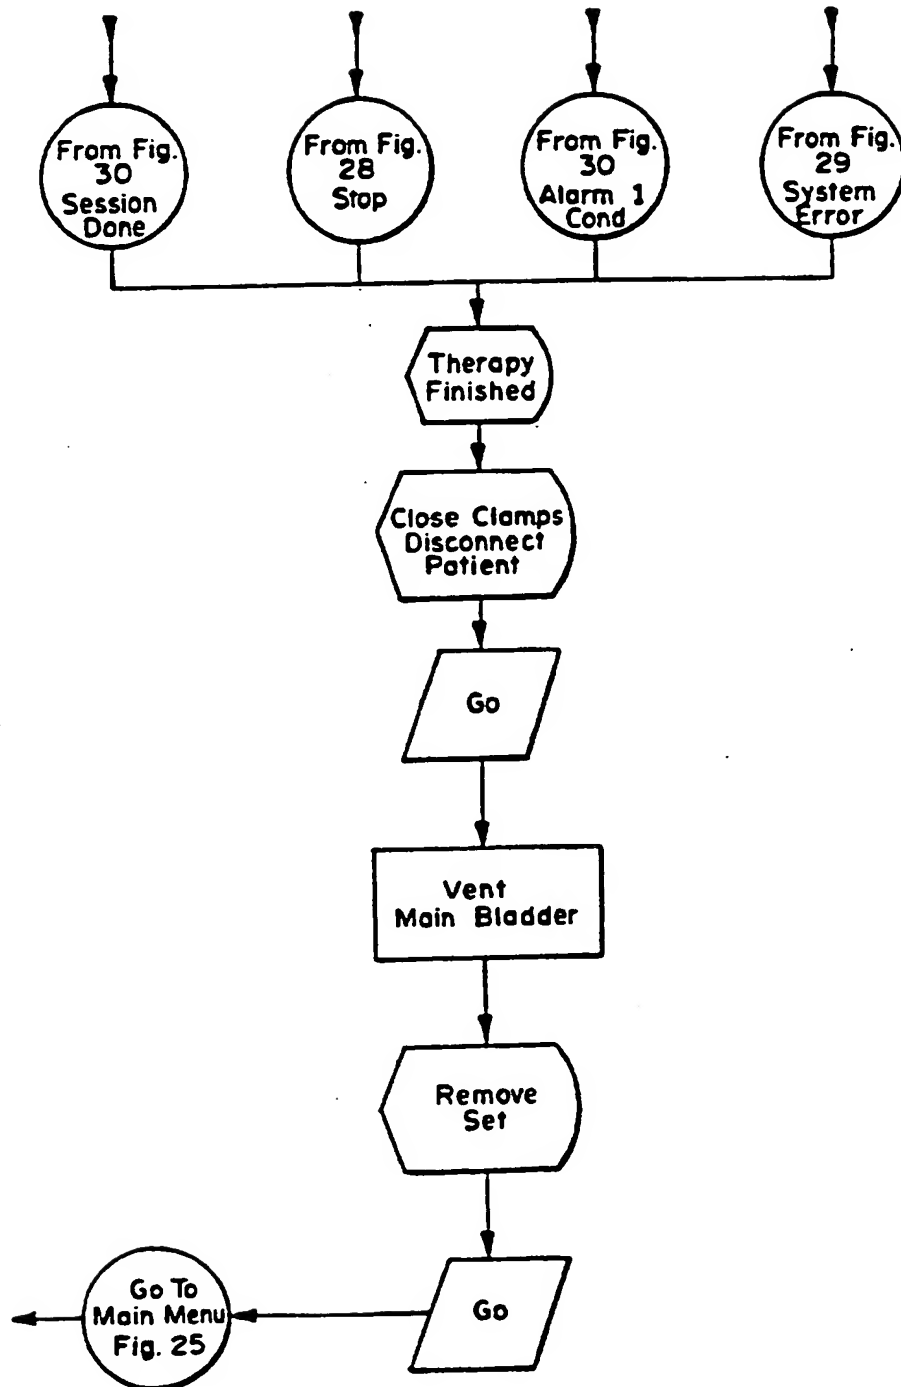 From Fig.
30
Session
Done
From Fig.
28
Stop
From Fig.
30
Alarm 1
Cond
From Fig.
29
System
Error
Therapy
Finished
Close Clamps
Disconnect
Patient
Go
Vent
Main Bladder
Remove
Set
Go
Go To
Main Menu
Fig. 25